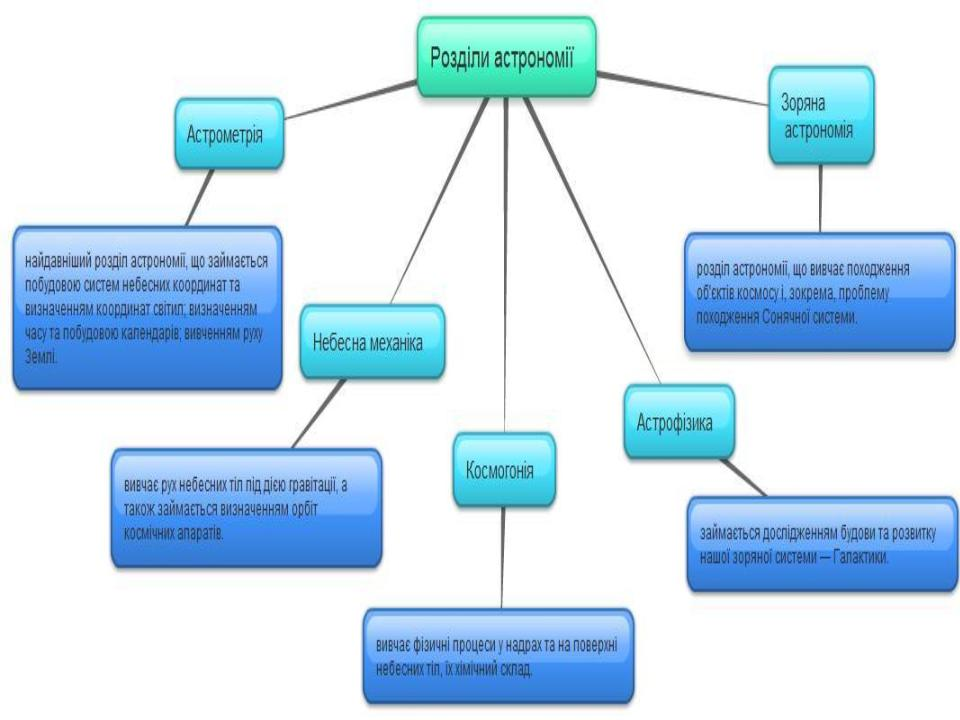 Розділи астрономії
Астрометрія
найдавніший розділ астрономії, що займається
побудовою систем небесних координат та
визначенням координат світил; визначенням
часу та побудовою календарів; вивченням руху
Землі.
Небесна механіка
вивчає рух небесних тіл під дією гравітації, а
також займається визначенням орбіт
космічних апаратів.
Космогонія
вивчає фізичні процеси у надрах та на поверхні
небесних тіл, їх хімічний склад.
Астрофізика
займається дослідженням будови та розвитку
нашої зоряної системи — Галактики.
Зоряна
астрономія
розділ астрономії, що вивчає походження
об'єктів космосу і, зокрема, проблему
походження Сонячної системи.